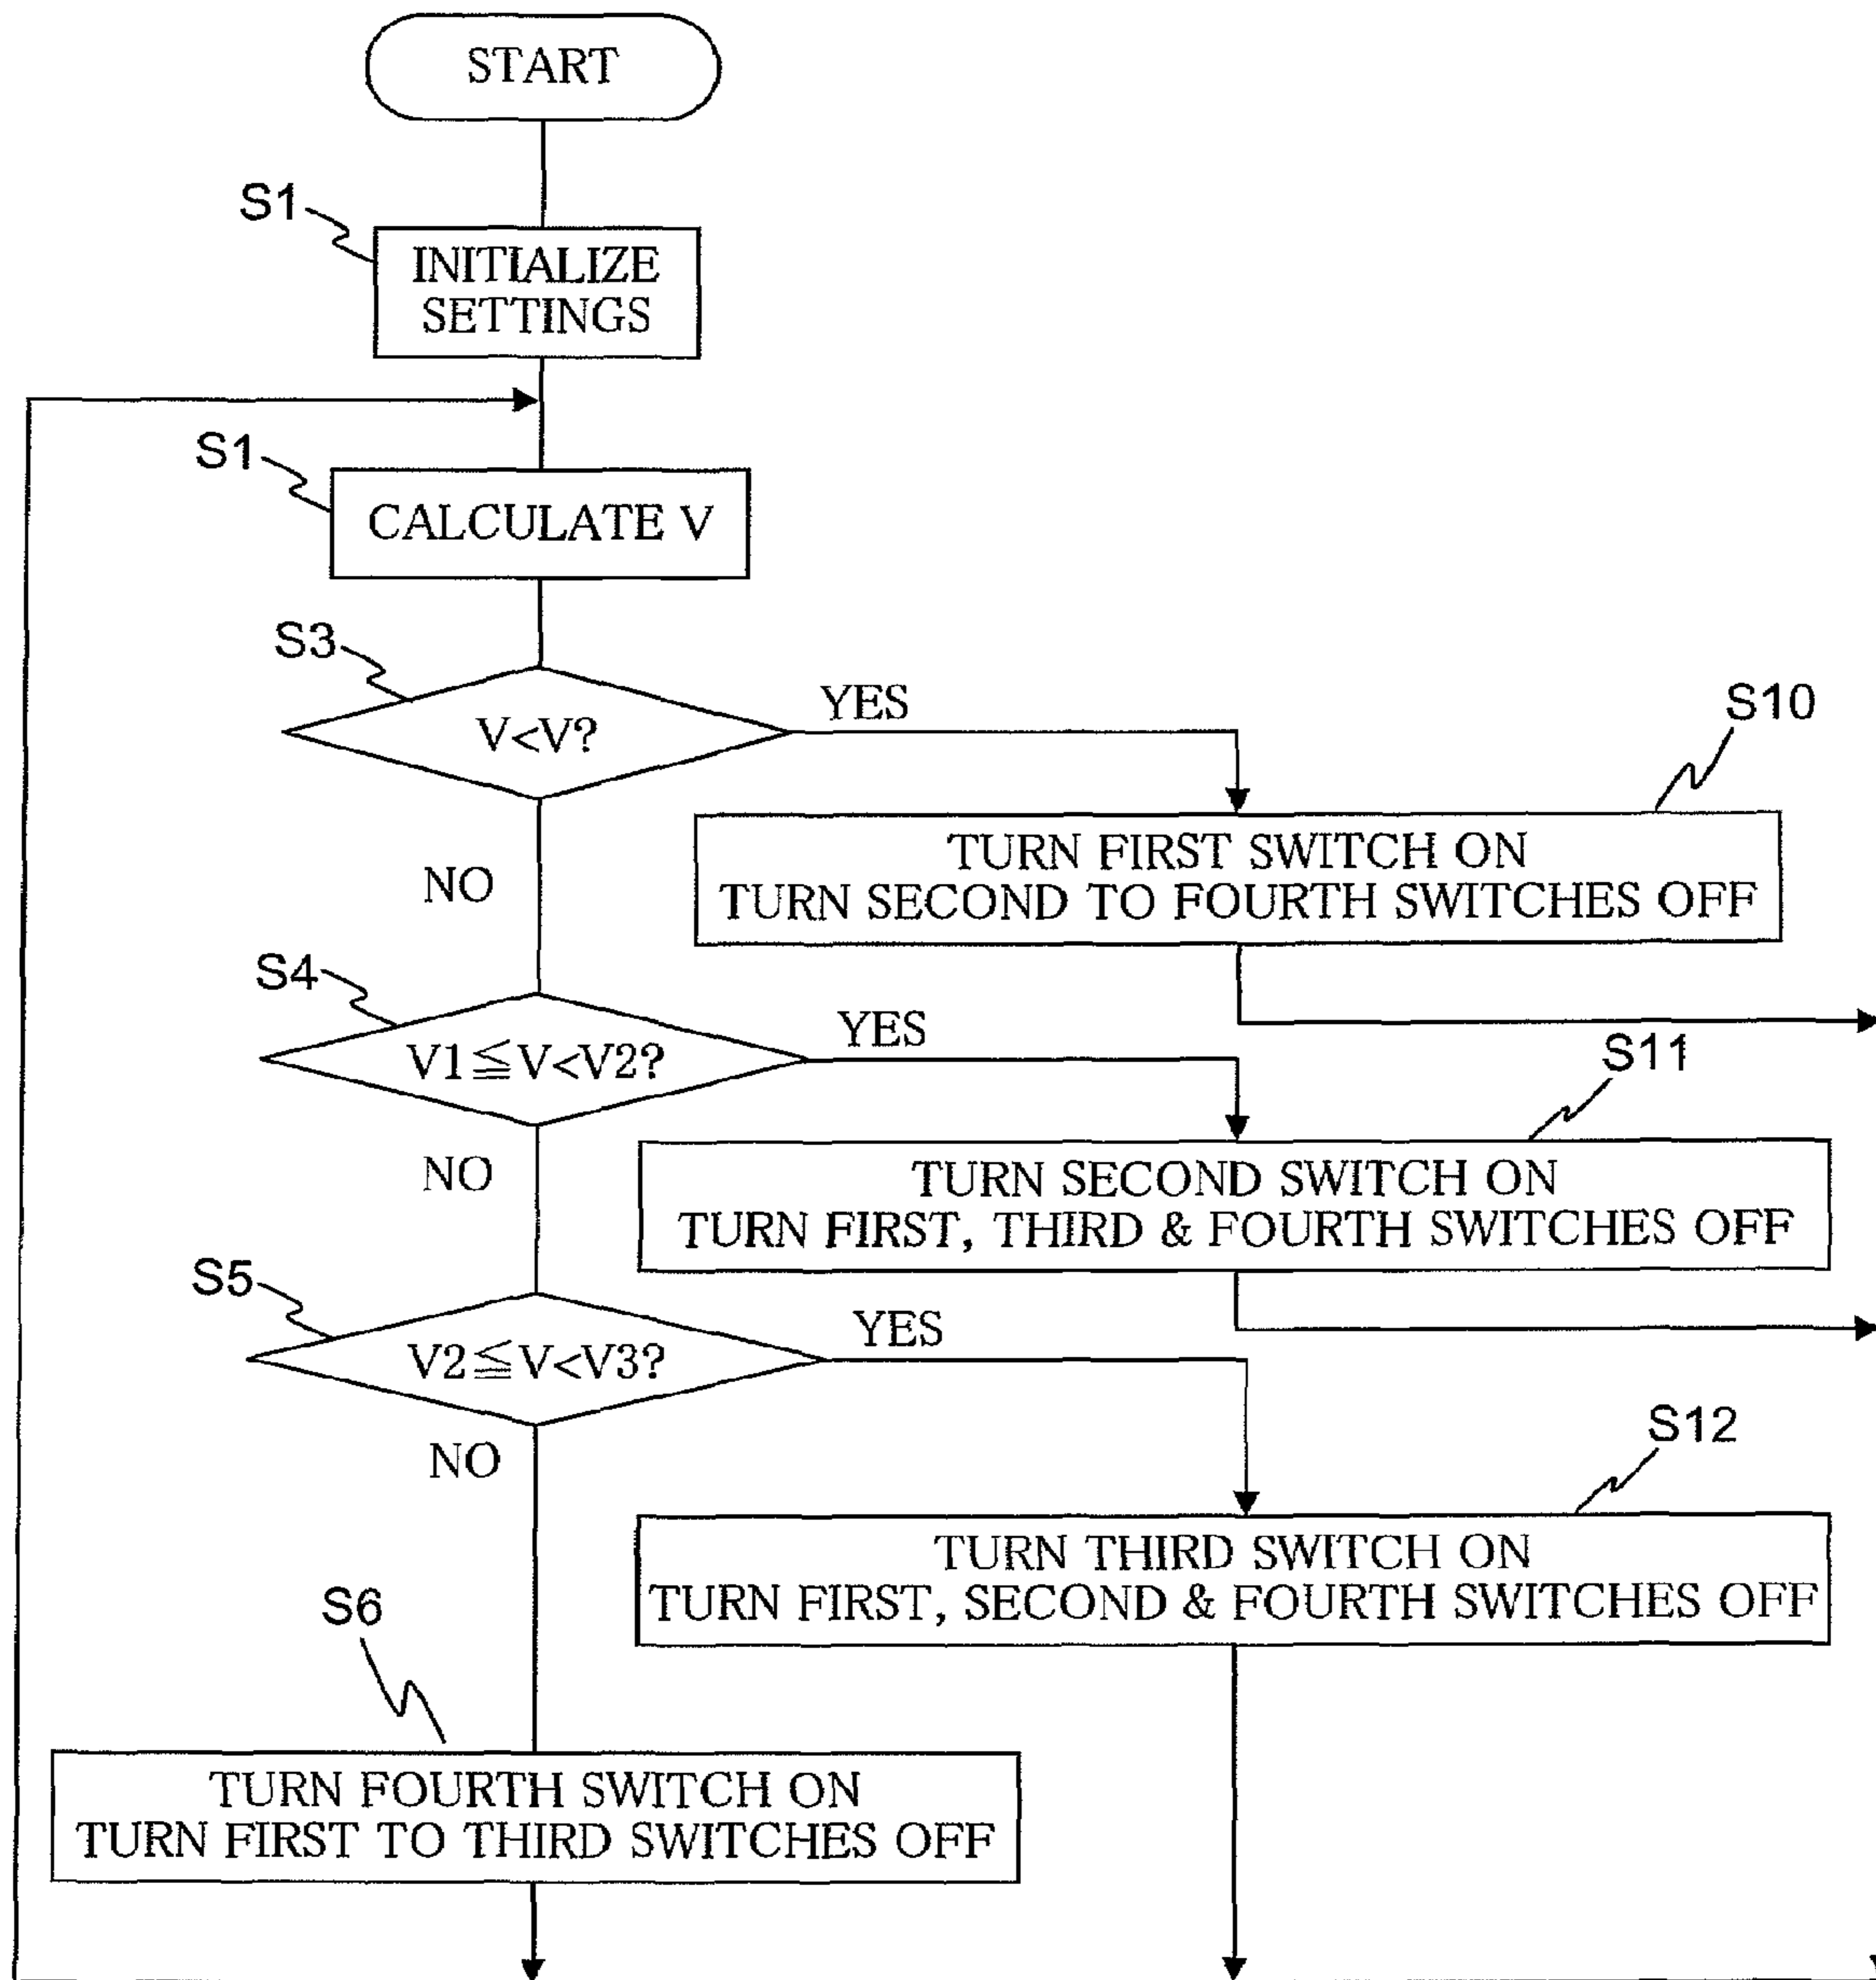 START
S1
INITIALIZE
SETTINGS
S1
CALCULATE V
S3
V<V?
YES
S10
TURN FIRST SWITCH ON
TURN SECOND TO FOURTH SWITCHES OFF
NO
S4
V1≦V<V2?
YES
S11
TURN SECOND SWITCH ON
TURN FIRST, THIRD & FOURTH SWITCHES OFF
NO
S5
V2≦V<V3?
YES
S12
TURN THIRD SWITCH ON
TURN FIRST, SECOND & FOURTH SWITCHES OFF
NO
S6
TURN FOURTH SWITCH ON
TURN FIRST TO THIRD SWITCHES OFF